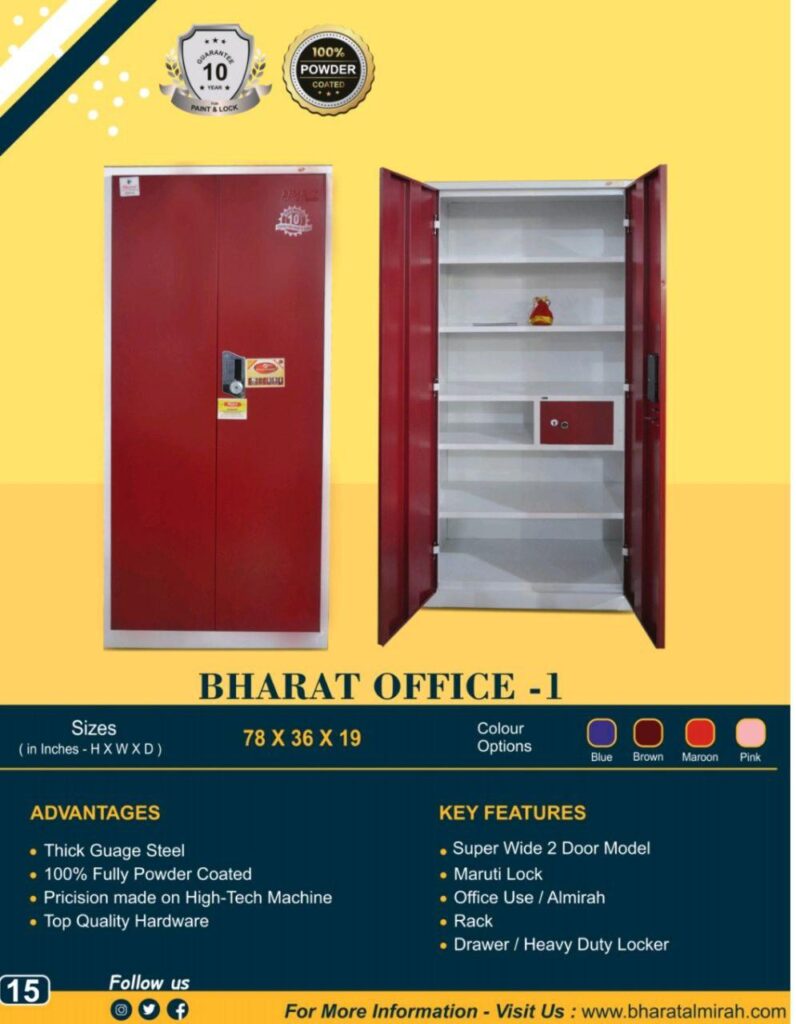 GUARANTEE
10
YEAR
FOR
PAINT & LOCK
100%
POWDER
COATED
10
BHARAT OFFICE -1
Sizes
( in Inches - H X W X D )
78 X 36 X 19
Colour
Options
Blue
Brown
Maroon
Pink
ADVANTAGES
Thick Guage Steel
100% Fully Powder Coated
Pricision made on High-Tech Machine
Top Quality Hardware
KEY FEATURES
Super Wide 2 Door Model
Maruti Lock
Office Use / Almirah
Rack
Drawer / Heavy Duty Locker
15
Follow us
For More Information - Visit Us : www.bharatalmirah.com